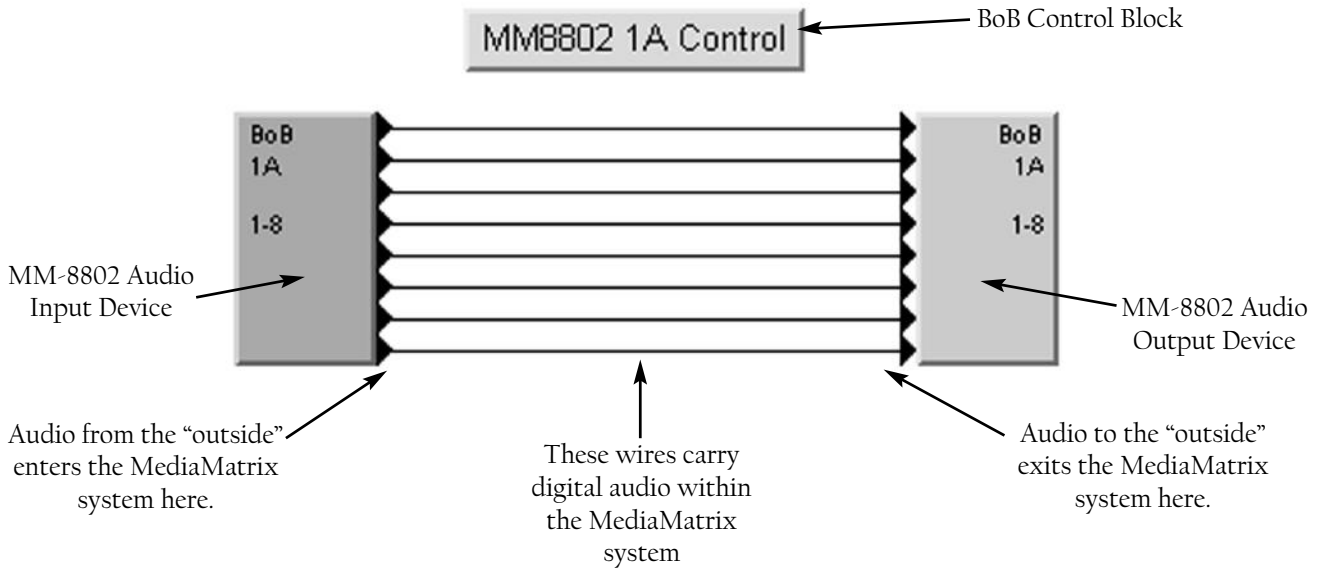 BoB Control Block
MM8802 1A Control
BoB
1A
1-8
BoB
1A
1-8
MM-8802 Audio
Input Device
MM-8802 Audio
Output Device
Audio from the “outside”
enters the MediaMatrix
system here.
These wires carry
digital audio within
the MediaMatrix
system
Audio to the “outside”
exits the MediaMatrix
system here.